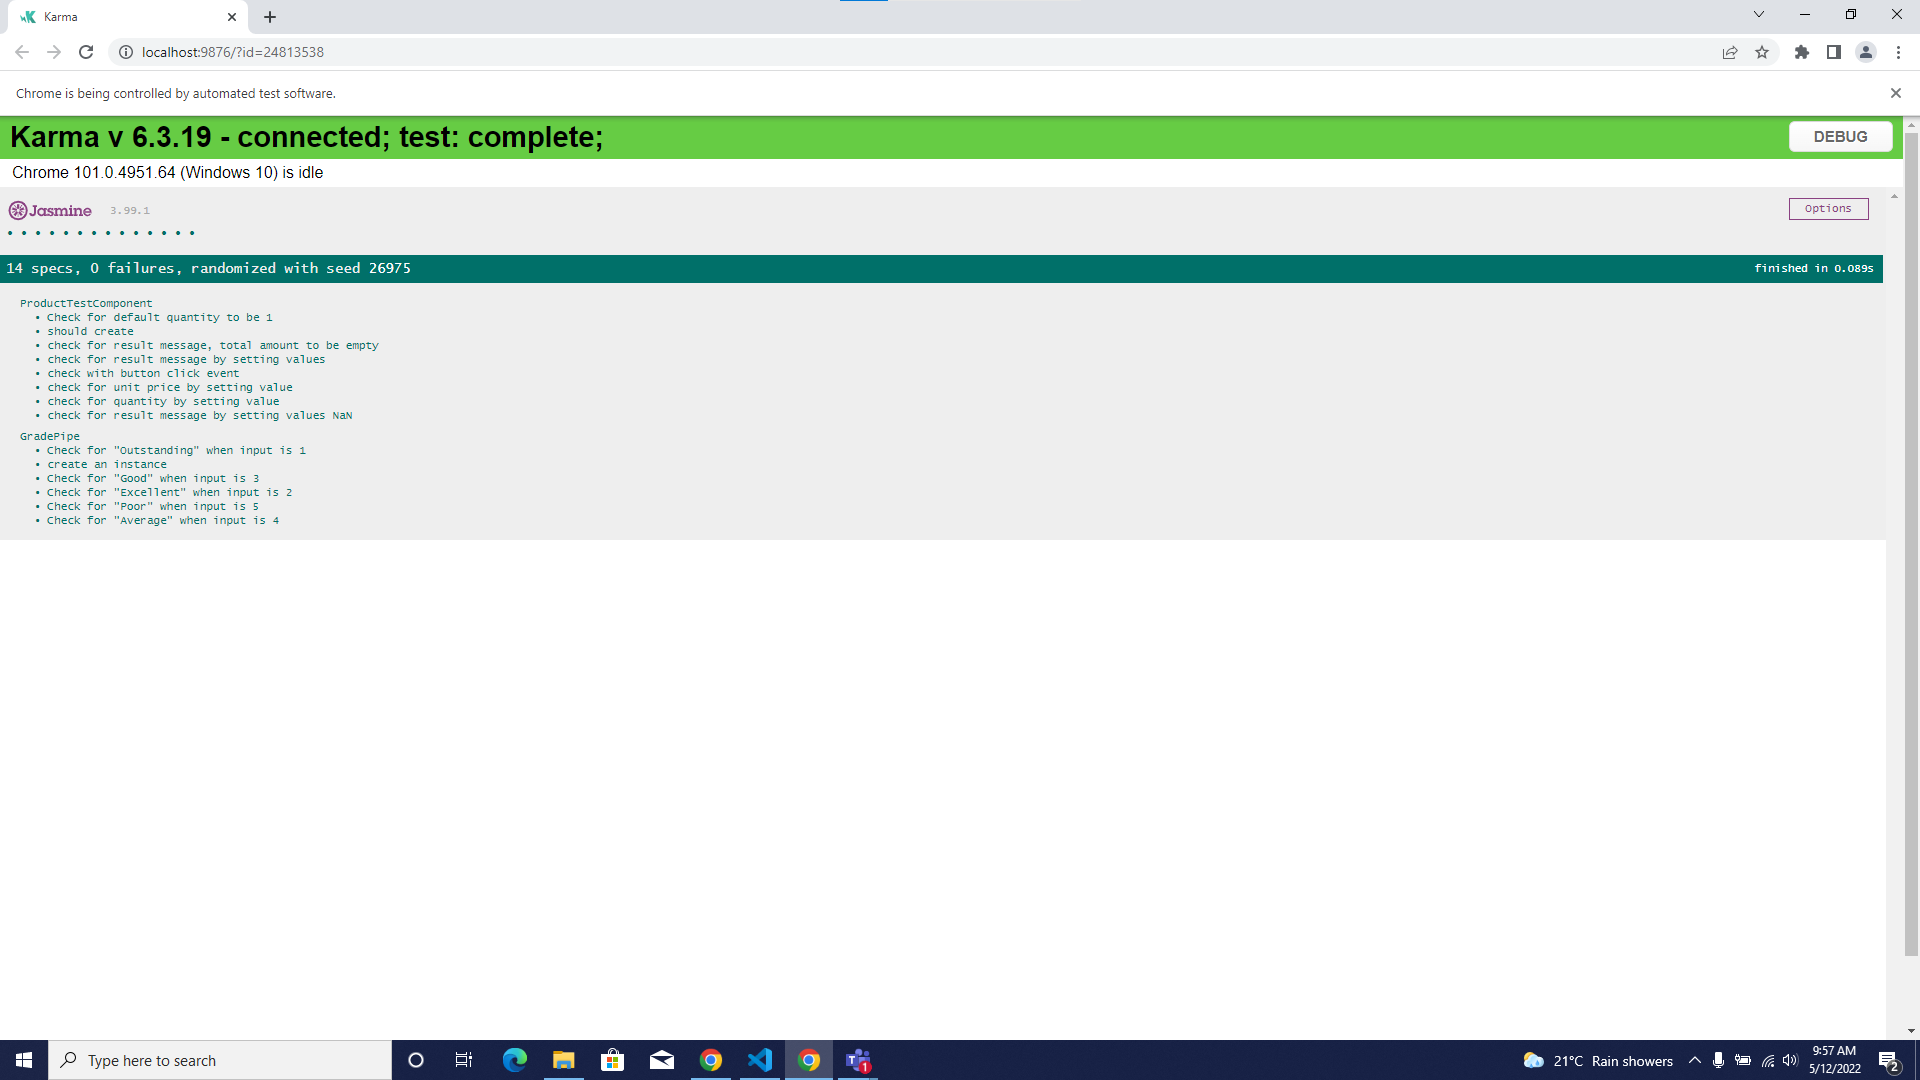 Karma
localhost:9876/?id=24813538
Chrome is being controlled by automated test software.
Karma v 6.3.19 - connected; test: complete;
DEBUG
Chrome 101.0.4951.64 (Windows 10) is idle
Jasmine 3.99.1
Options
• • • • • • • • • • • • • •
14 specs, 0 failures, randomized with seed 26975
finished in 0.089s
ProductTestComponent
• Check for default quantity to be 1
• should create
• check for result message, total amount to be empty
• check for result message by setting values
• check with button click event
• check for unit price by setting value
• check for quantity by setting value
• check for result message by setting values NaN
GradePipe
• Check for "Outstanding" when input is 1
• create an instance
• Check for "Good" when input is 3
• Check for "Excellent" when input is 2
• Check for "Poor" when input is 5
• Check for "Average" when input is 4
Type here to search
1
21°C Rain showers
9:57 AM
5/12/2022
2